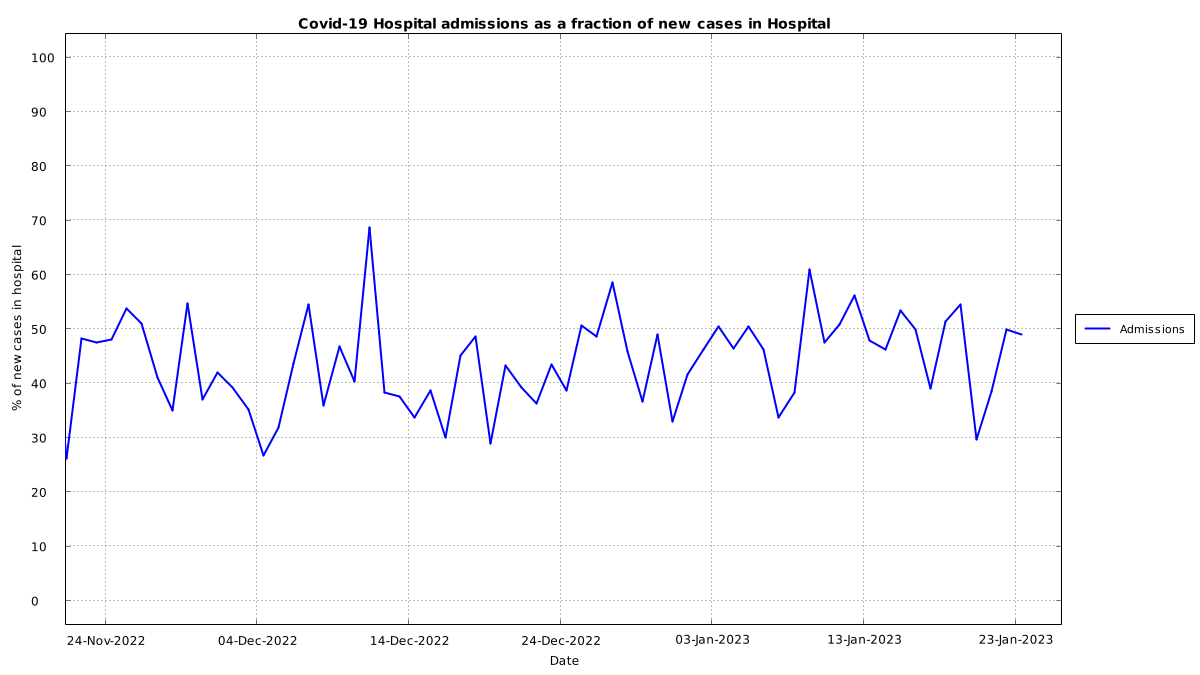 Covid-19 Hospital admissions as a fraction of new cases in Hospital
100
90
80
70
60
50
40
30
20
10
0
% of new cases in hospital
Admissions
24-Nov-2022
04-Dec-2022
14-Dec-2022
24-Dec-2022
03-Jan-2023
13-Jan-2023
23-Jan-2023
Date